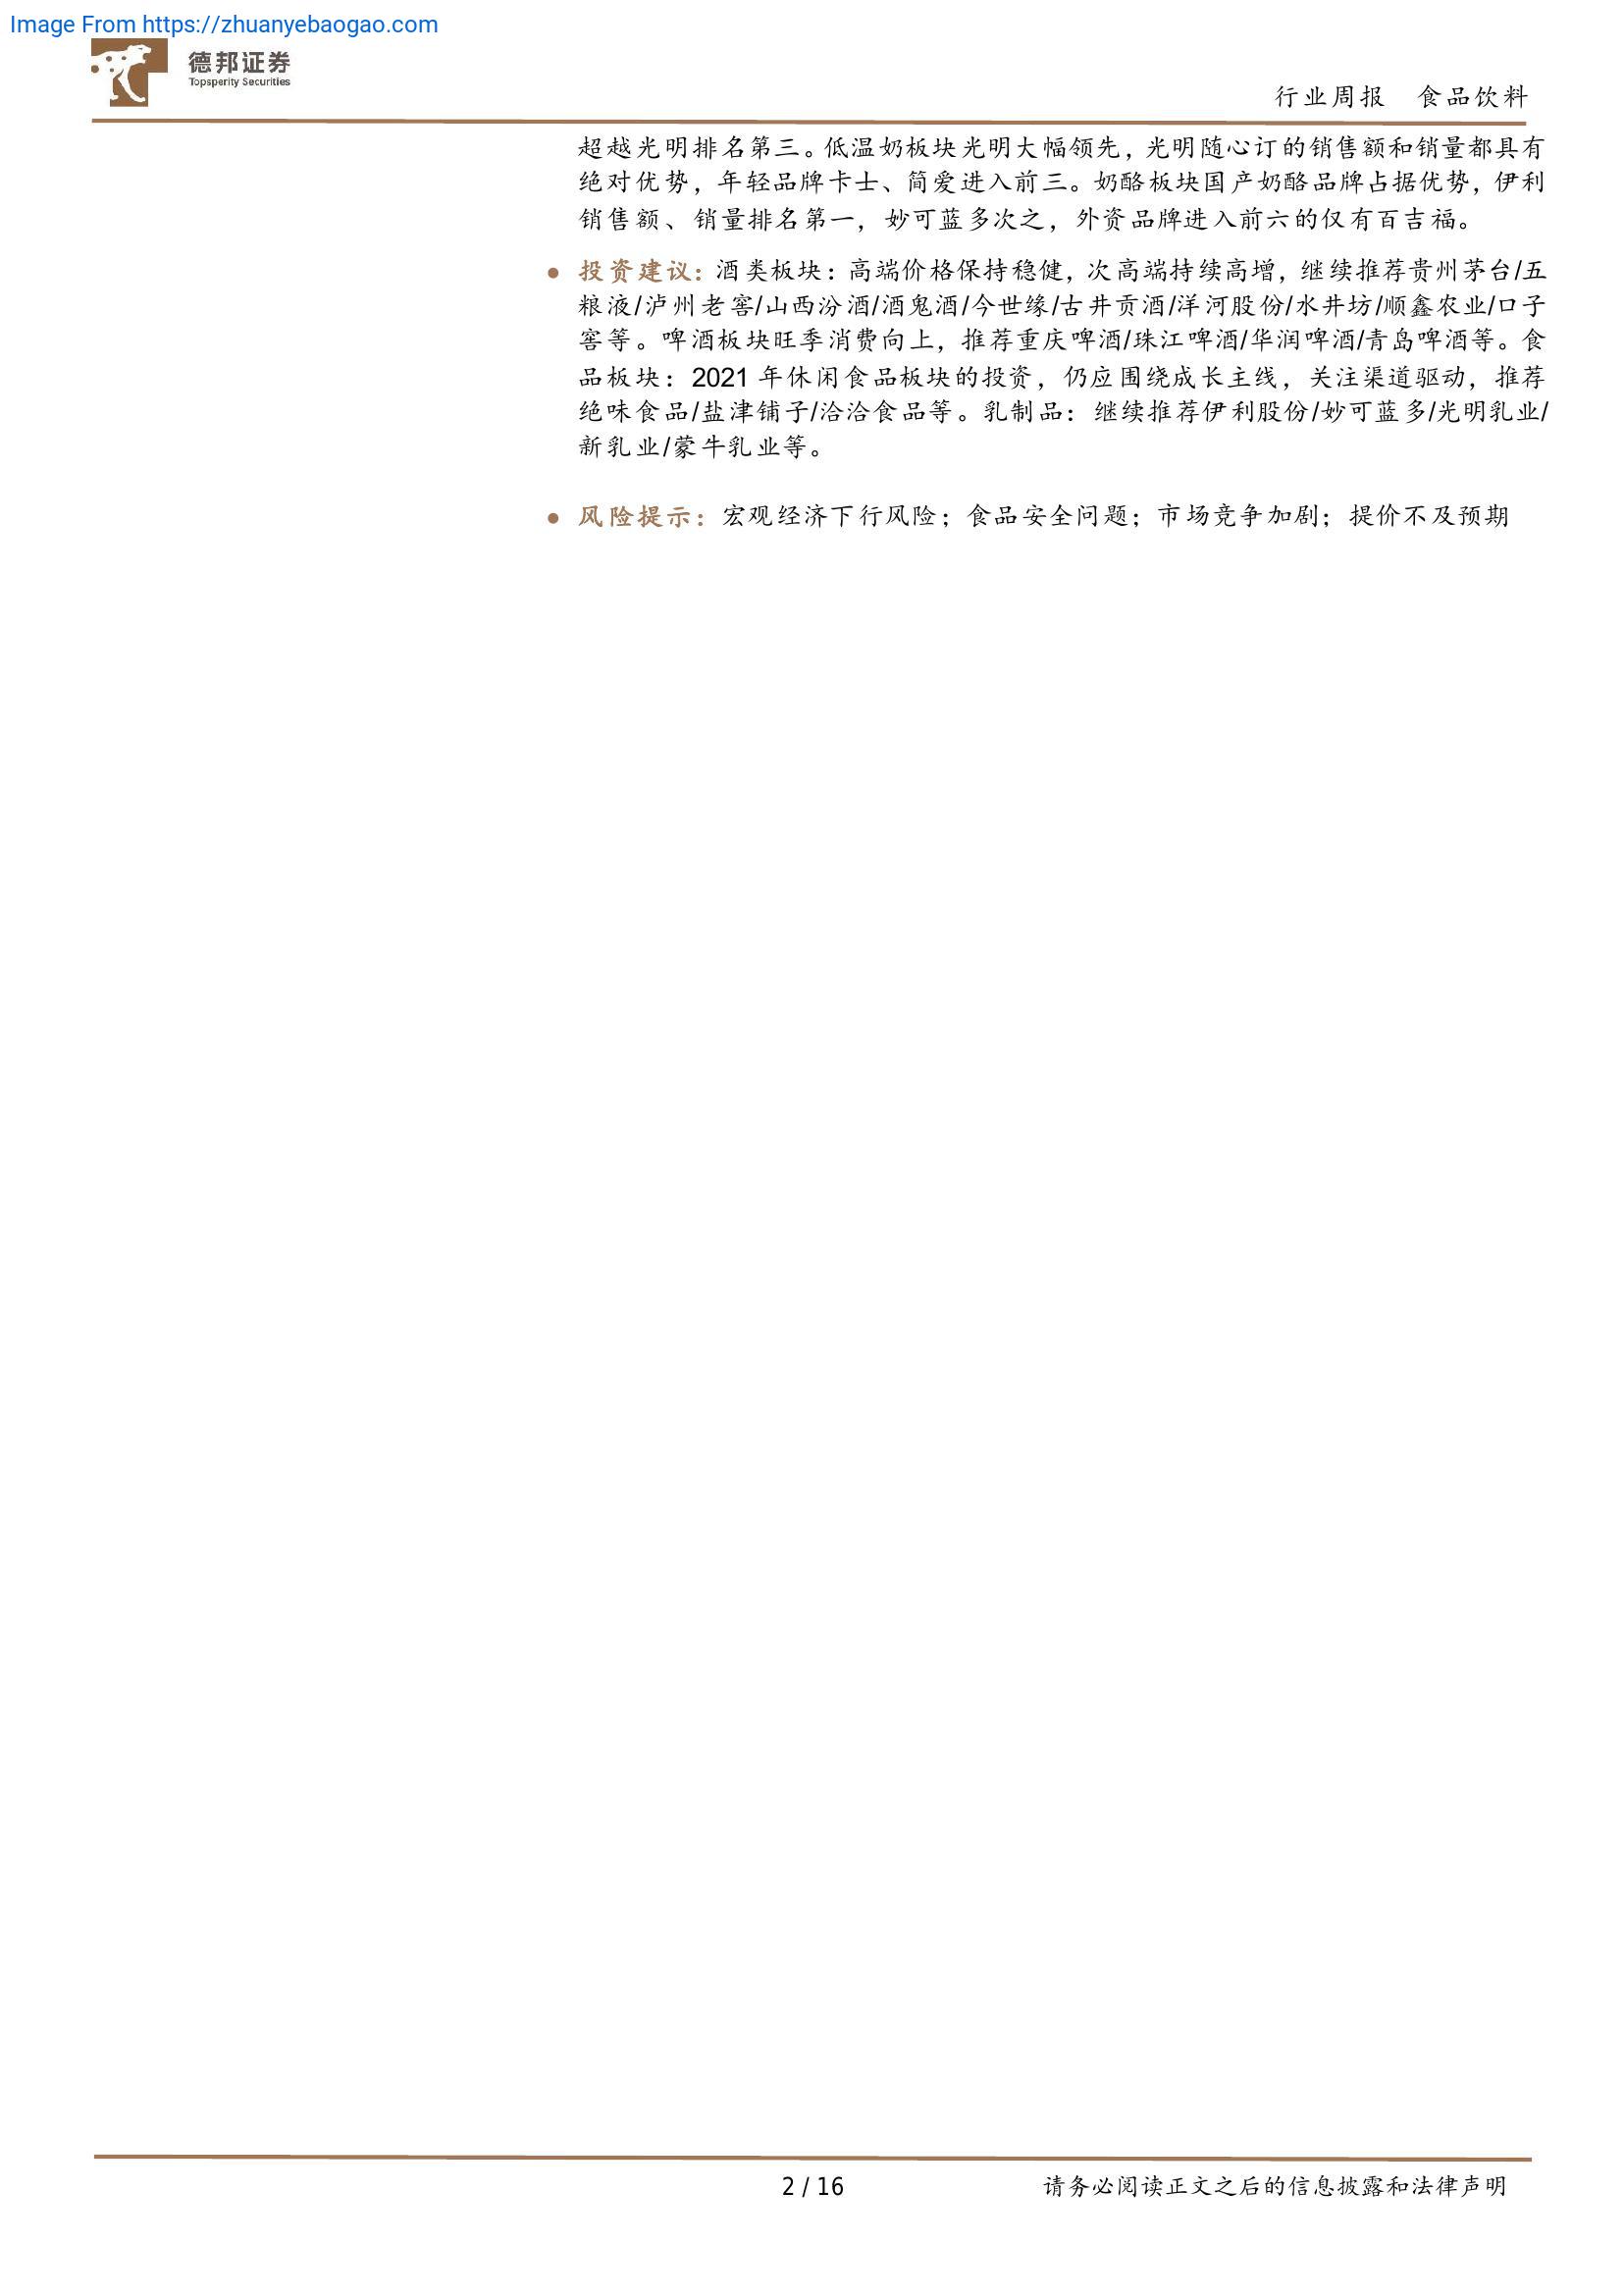 Image From https://zhuanyebaogao.com
德邦证券
Topsperity Securities
行业周报 食品饮料
超越光明排名第三。低温奶板块光明大幅领先，光明随心订的销售额和销量都具有
绝对优势，年轻品牌卡士、简爱进入前三。奶酪板块国产奶酪品牌占据优势，伊利
销售额、销量排名第一，妙可蓝多次之，外资品牌进入前六的仅有百吉福。
● 投资建议：酒类板块：高端价格保持稳健，次高端持续高增，继续推荐贵州茅台/五
粮液/泸州老窖/山西汾酒/酒鬼酒/今世缘/古井贡酒/洋河股份/水井坊/顺鑫农业/口子
窖等。啤酒板块旺季消费向上，推荐重庆啤酒/珠江啤酒/华润啤酒/青岛啤酒等。食
品板块：2021 年休闲食品板块的投资，仍应围绕成长主线，关注渠道驱动，推荐
绝味食品/盐津铺子/洽洽食品等。乳制品：继续推荐伊利股份/妙可蓝多/光明乳业/
新乳业/蒙牛乳业等。
● 风险提示：宏观经济下行风险；食品安全问题；市场竞争加剧；提价不及预期
2 / 16
请务必阅读正文之后的信息披露和法律声明